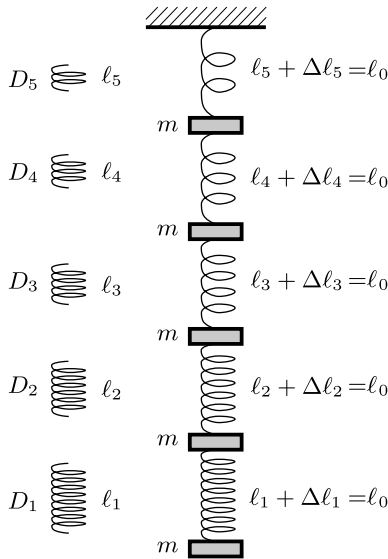 D₅ ℓ₅ ℓ₅ + Δℓ₅ =ℓ₀
m
D₄ ℓ₄ ℓ₄ + Δℓ₄ =ℓ₀
m
D₃ ℓ₃ ℓ₃ + Δℓ₃ =ℓ₀
m
D₂ ℓ₂ ℓ₂ + Δℓ₂ =ℓ₀
m
D₁ ℓ₁ ℓ₁ + Δℓ₁ =ℓ₀
m